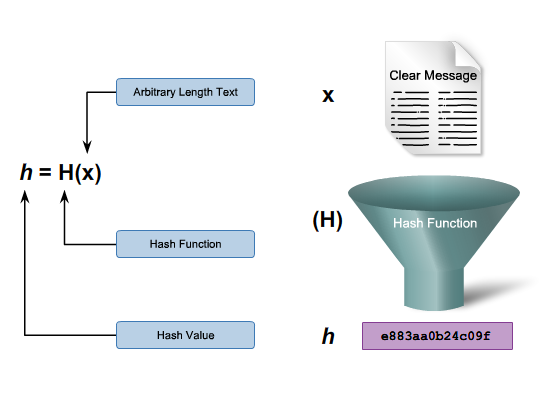 Clear Message
Arbitrary Length Text
x
h = H(x)
(H)
Hash Function
Hash Function
Hash Value
h
e883aa0b24c09f